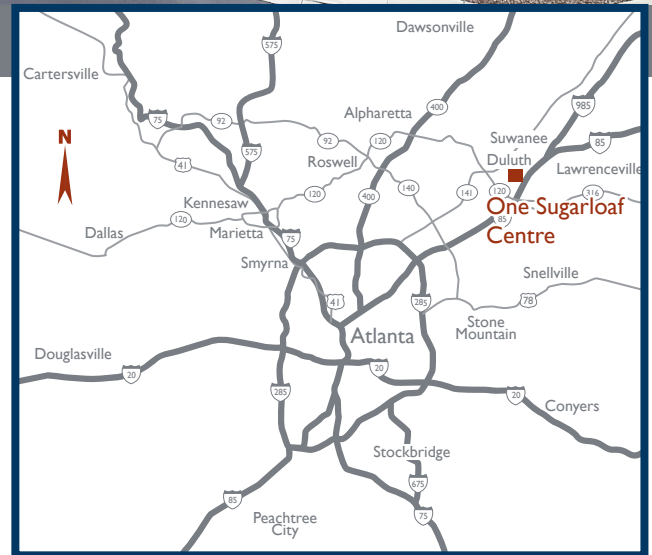 Dawsonville
575
Cartersville
400
985
Alpharetta
75
92
Suwanee
92
120
85
N
575
Roswell
Duluth
41
Lawrenceville
120
140
141
120
316
Kennesaw
400
One Sugarloaf
Centre
120
85
Dallas
Marietta
75
Smyrna
Snellville
41
285
78
Stone
Mountain
Atlanta
Douglasville
20
20
285
20
Conyers
Stockbridge
675
85
75
Peachtree
City